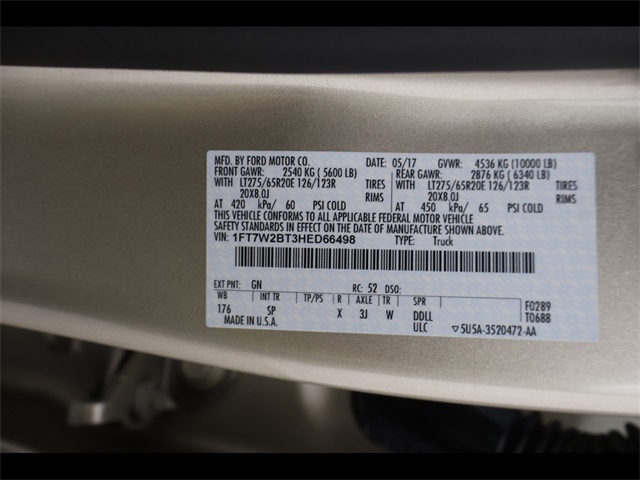 MFD. BY FORD MOTOR CO. DATE: 05/17 GVWR: 4536 KG (10000 LB)
FRONT GAWR: 2540 KG ( 5600 LB) REAR GAWR: 2876 KG ( 6340 LB)
WITH LT275/65R20E 126/123R TIRES WITH LT275/65R20E 126/123R TIRES
20X8.0J RIMS 20X8.0J RIMS
AT 420 kPa/ 60 PSI COLD AT 450 kPa/ 65 PSI COLD
THIS VEHICLE CONFORMS TO ALL APPLICABLE FEDERAL MOTOR VEHICLE
SAFETY STANDARDS IN EFFECT ON THE DATE OF MANUFACTURE SHOWN ABOVE.
VIN: 1FT7W2BT3HED66498 TYPE: Truck
EXT PNT: GN RC: 52 DSO:
WB INT TR TP/PS R AXLE TR SPR F0289
176 SP X 3J W DDLL T0688
MADE IN U.S.A. ULC ▽5U5A-3520472-AA